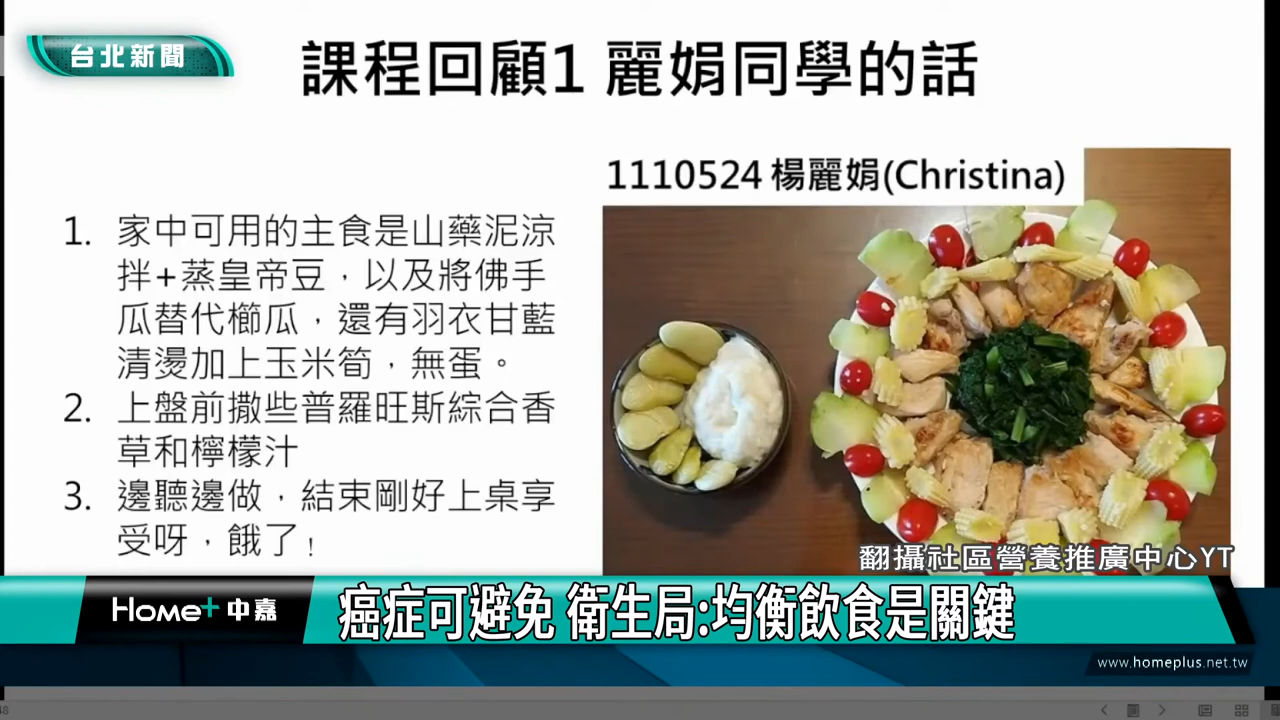 台北新聞
課程回顧1 麗娟同學的話
1110524 楊麗娟(Christina)
1. 家中可用的主食是山藥泥涼
拌+蒸皇帝豆，以及將佛手
瓜替代櫛瓜，還有羽衣甘藍
清燙加上玉米筍，無蛋。
2. 上盤前撒些普羅旺斯綜合香
草和檸檬汁
3. 邊聽邊做，結束剛好上桌享
受呀，餓了！
翻攝社區營養推廣中心YT
Home+中嘉
癌症可避免 衛生局:均衡飲食是關鍵
www.homeplus.net.tw